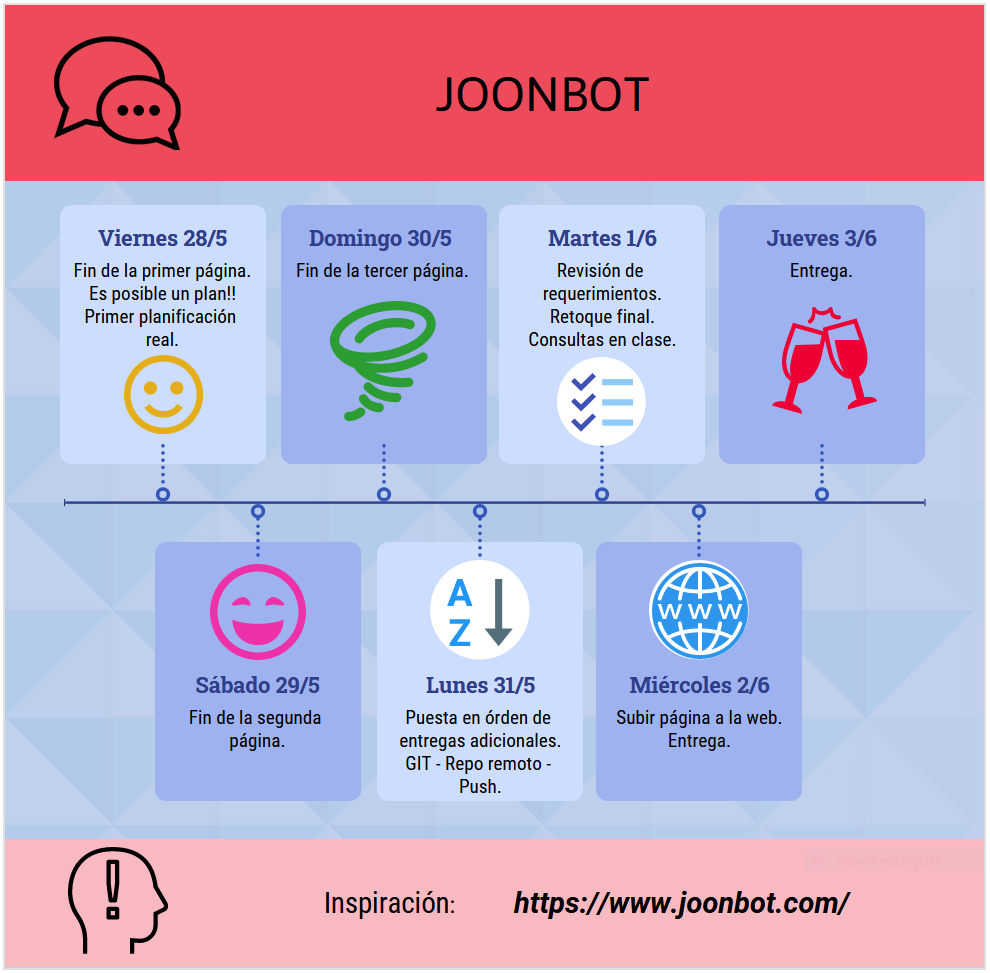 JOONBOT
Viernes 28/5
Fin de la primer página.
Es posible un plan!!
Primer planificación
real.
Domingo 30/5
Fin de la tercer página.
Martes 1/6
Revisión de
requerimientos.
Retoque final.
Consultas en clase.
Jueves 3/6
Entrega.
Sábado 29/5
Fin de la segunda
página.
A
Z
Lunes 31/5
Puesta en órden de
entregas adicionales.
GIT - Repo remoto -
Push.
WWW
Miércoles 2/6
Subir página a la web.
Entrega.
Recorte rectangular
Inspiración:
https://www.joonbot.com/